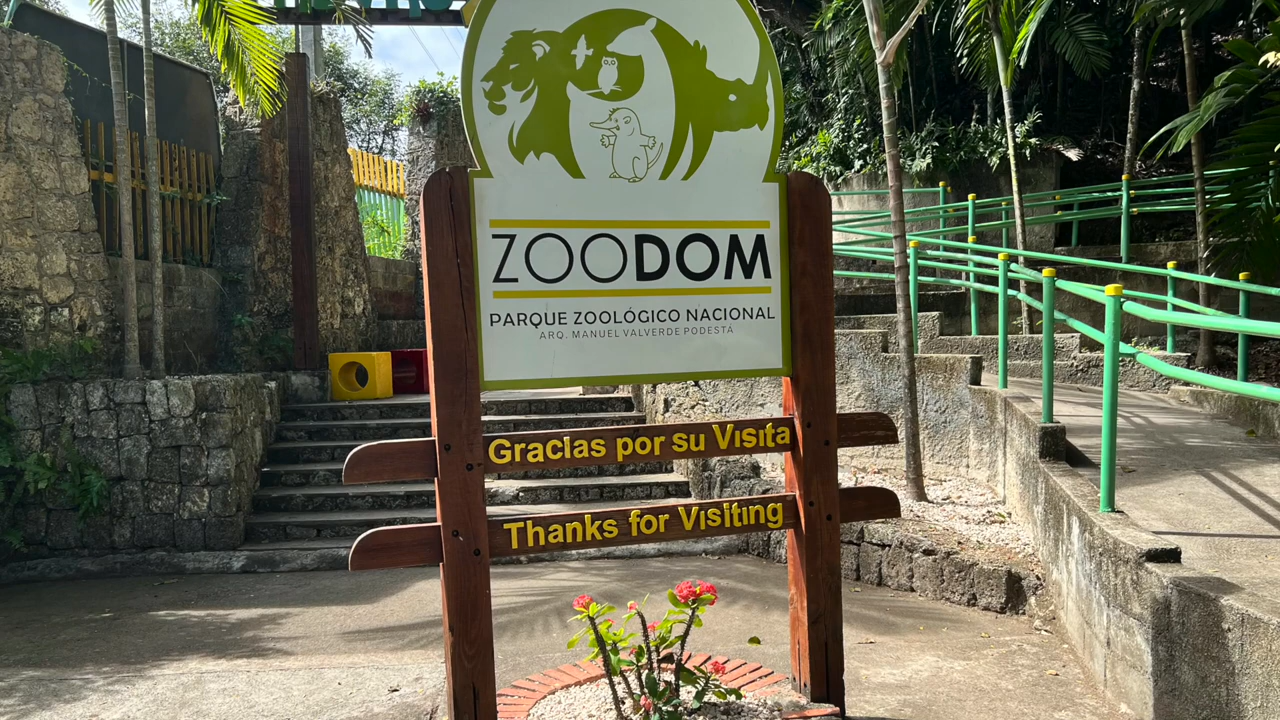 ZOODOM
PARQUE ZOOLÓGICO NACIONAL
ARQ. MANUEL VALVERDE PODESTÁ
Gracias por su Visita
Thanks for Visiting